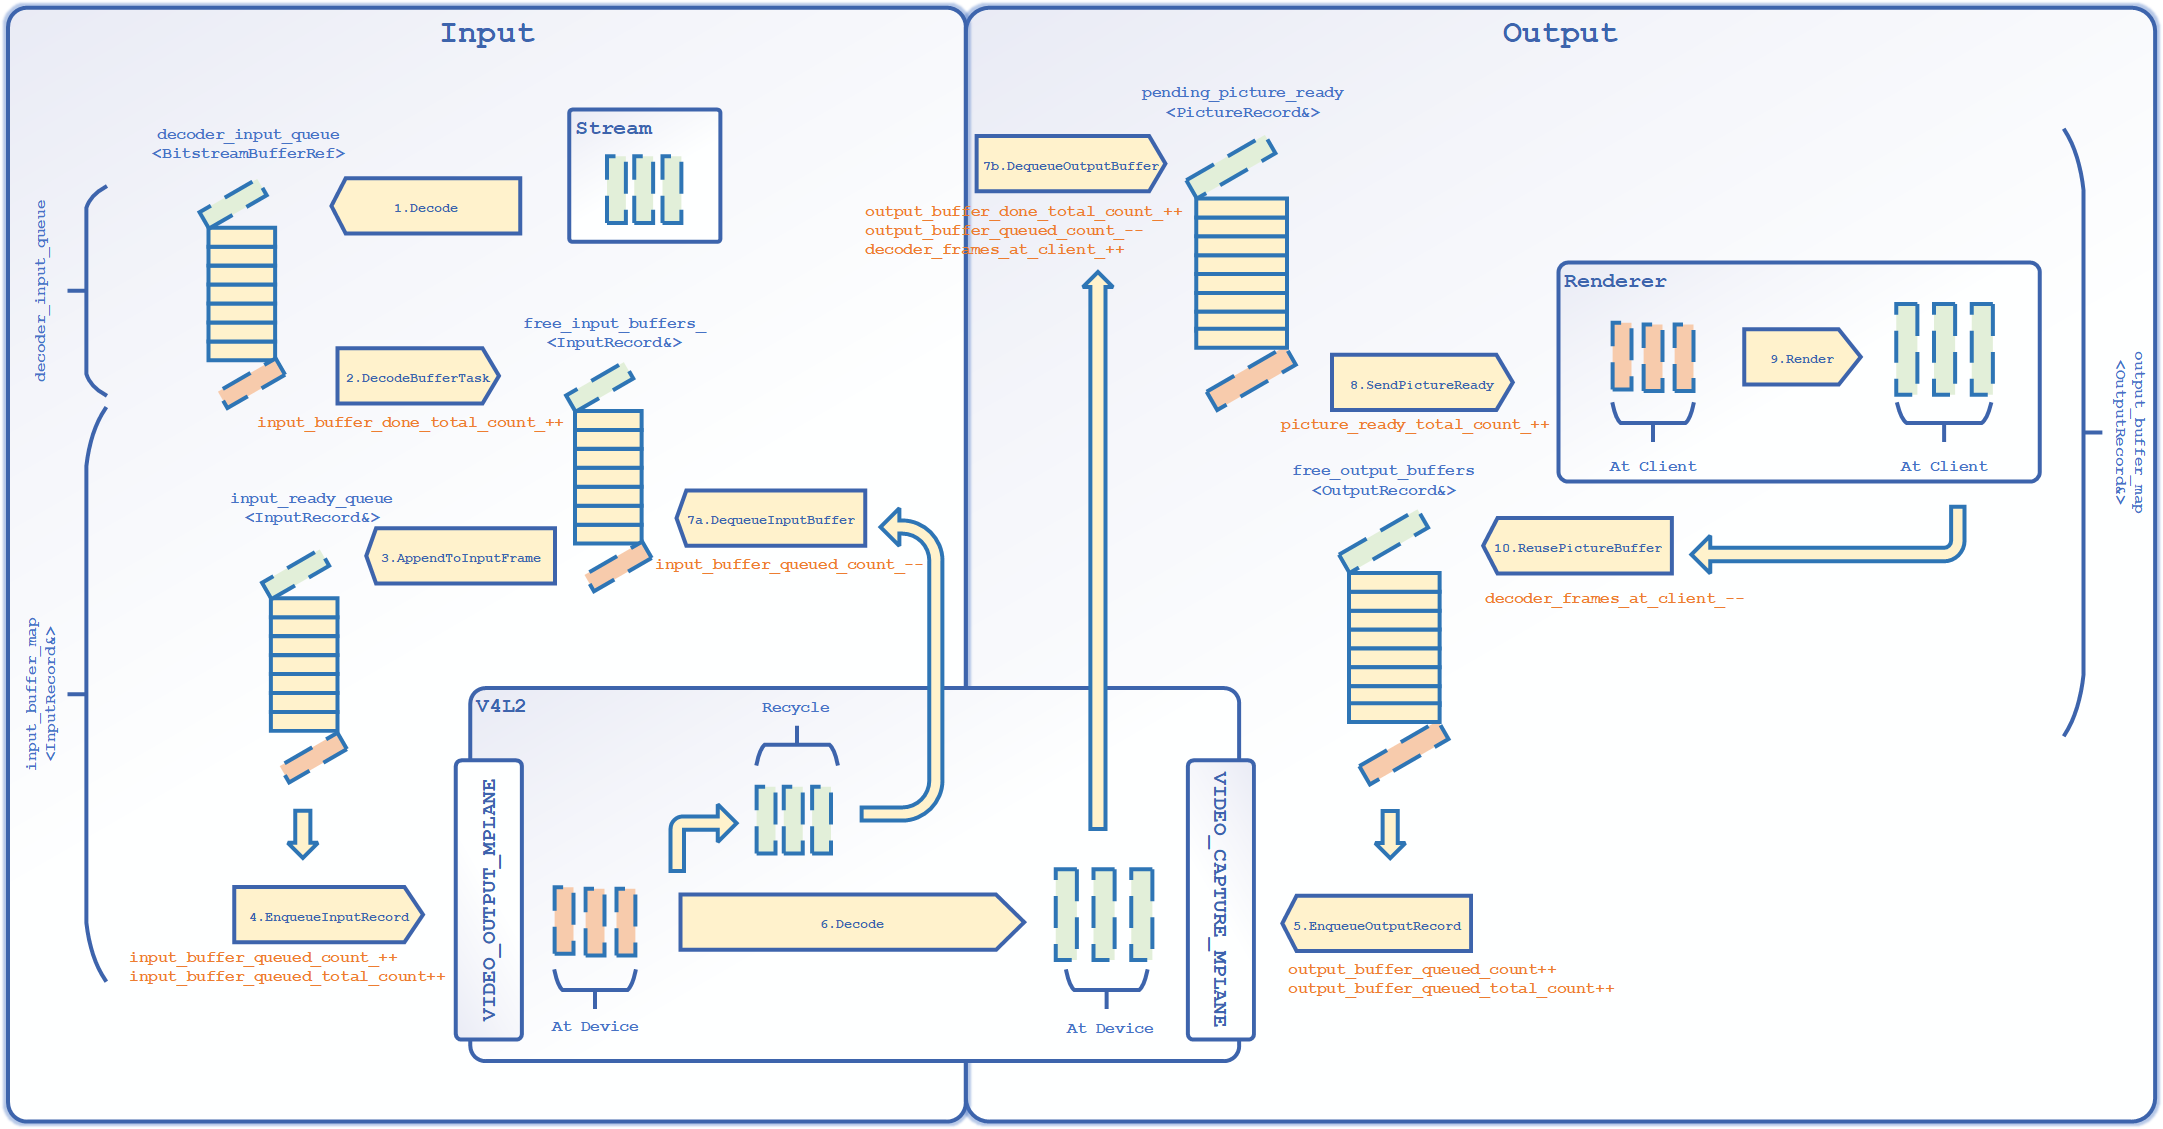 Input
decoder_input_queue
<BitstreamBufferRef>
Stream
1.Decode
decoder_input_queue
free_input_buffers_
<InputRecord&>
2.DecodeBufferTask
input_buffer_done_total_count_++
input_ready_queue
<InputRecord&>
3.AppendToInputFrame
7a.DequeueInputBuffer
input_buffer_queued_count_--
input_buffer_map
<InputRecord&>
4.EnqueueInputRecord
input_buffer_queued_count_++
input_buffer_queued_total_count++
V4L2
VIDEO_OUTPUT_MPLANE
Recycle
6.Decode
At Device
At Device
VIDEO_CAPTURE_MPLANE
Output
pending_picture_ready
<PictureRecord&>
7b.DequeueOutputBuffer
output_buffer_done_total_count_++
output_buffer_queued_count_--
decoder_frames_at_client_++
8.SendPictureReady
picture_ready_total_count_++
Renderer
9.Render
At Client
At Client
free_output_buffers
<OutputRecord&>
10.ReusePictureBuffer
decoder_frames_at_client_--
output_buffer_map
<OutputRecord&>
5.EnqueueOutputRecord
output_buffer_queued_count++
output_buffer_queued_total_count++